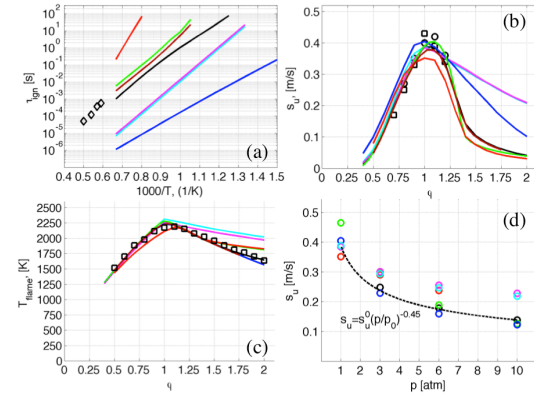 10²
10¹
10⁰
10⁻¹
10⁻²
10⁻³
10⁻⁴
10⁻⁵
10⁻⁶
τign [s]
0.4 0.5 0.6 0.7 0.8 0.9 1 1.1 1.2 1.3 1.4 1.5
1000/T, (1/K)
(a)
0.5
0.4
0.3
0.2
0.1
0
su, [m/s]
0 0.25 0.5 0.75 1 1.25 1.5 1.75 2
φ
(b)
2500
2250
2000
1750
1500
1250
1000
750
500
250
0
Tflame, [K]
0 0.25 0.5 0.75 1 1.25 1.5 1.75 2
φ
(c)
0.5
0.4
0.3
0.2
0.1
su [m/s]
su=su⁰(p/p0)⁻⁰·⁴⁵
1 2 3 4 5 6 7 8 9 10
p [atm]
(d)